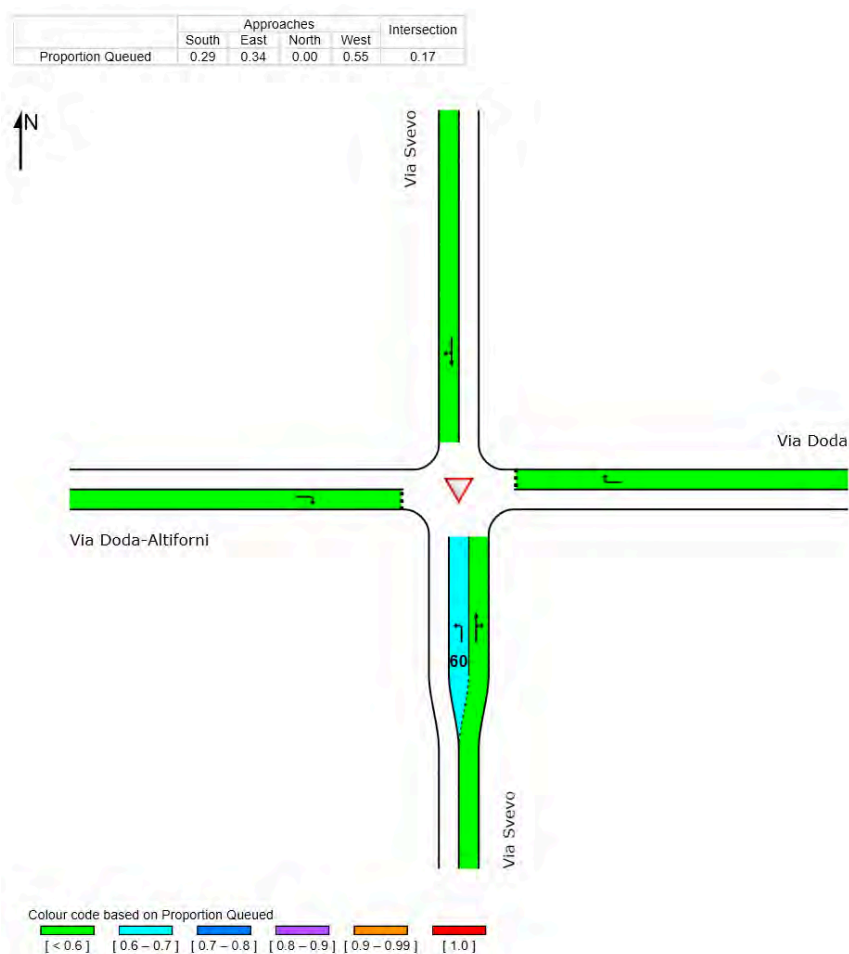 Approaches Intersection
South East North West
Proportion Queued 0.29 0.34 0.00 0.55 0.17
N
Via Svevo
Via Doda
Via Doda-Altiforni
60
Via Svevo
Colour code based on Proportion Queued
[ < 0.6 ] [ 0.6 – 0.7 ] [ 0.7 – 0.8 ] [ 0.8 – 0.9 ] [ 0.9 – 0.99 ] [ 1.0 ]